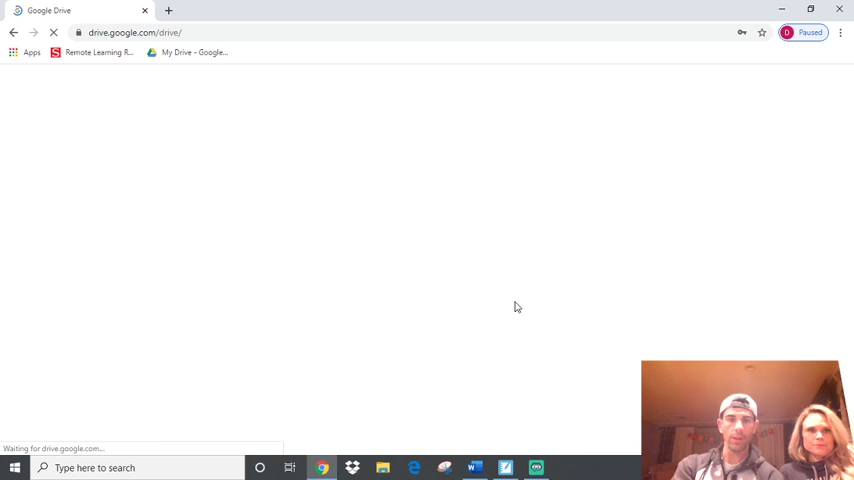 Google Drive
drive.google.com/drive/
D Paused
Apps
S Remote Learning R...
My Drive - Google...
Waiting for drive.google.com...
Type here to search